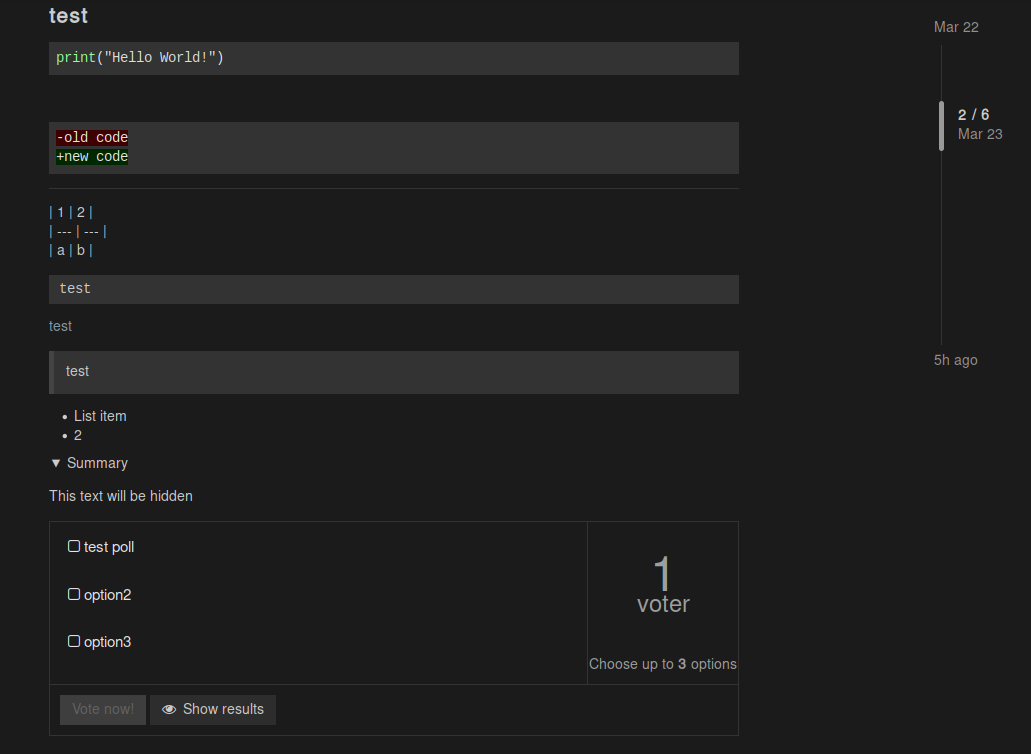 test
print("Hello World!")
-old code
+new code
| 1 | 2 |
| --- | --- |
| a | b |
test
test
test
• List item
• 2
▼ Summary
This text will be hidden
test poll
option2
option3
1
voter
Choose up to 3 options
Vote now!
Show results
Mar 22
2 / 6
Mar 23
5h ago